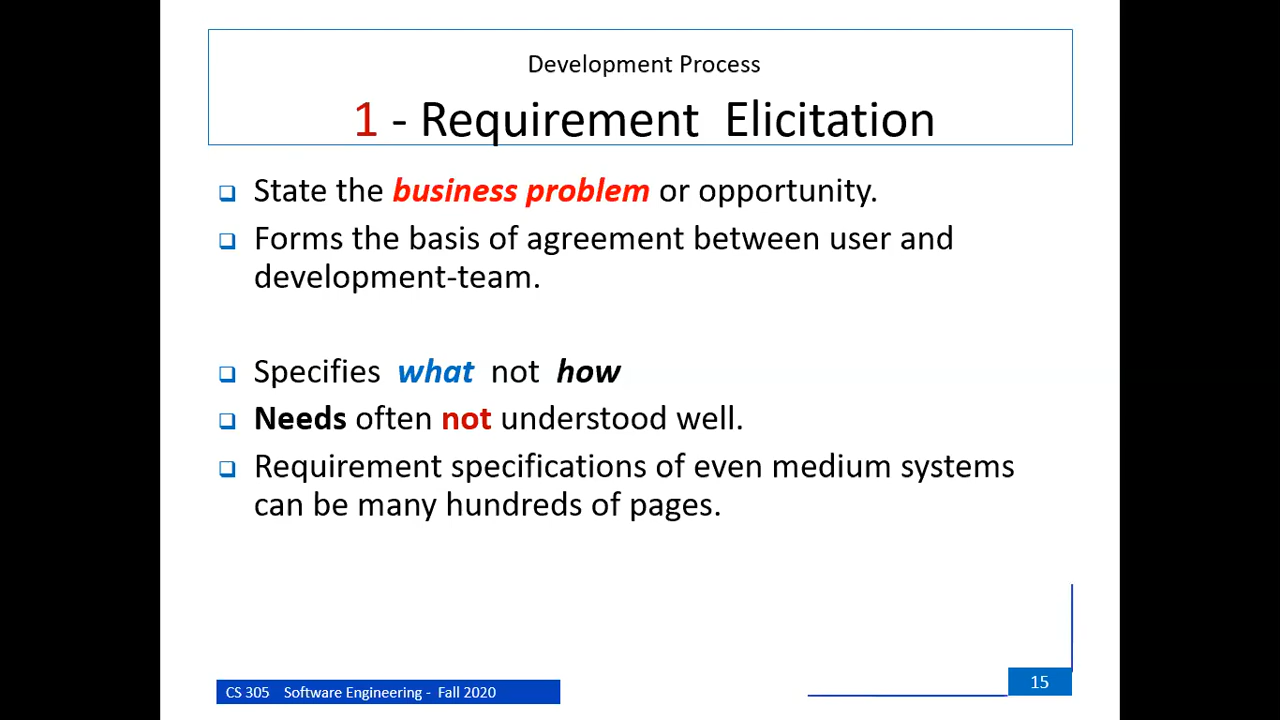 Development Process
1 - Requirement Elicitation
❑ State the business problem or opportunity.
❑ Forms the basis of agreement between user and
development-team.
❑ Specifies what not how
❑ Needs often not understood well.
❑ Requirement specifications of even medium systems
can be many hundreds of pages.
CS 305 Software Engineering - Fall 2020
15